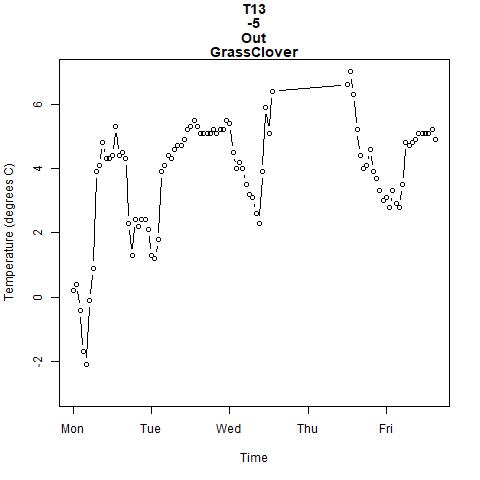 T13
-5
Out
GrassClover
Temperature (degrees C)
6
4
2
0
-2
Mon Tue Wed Thu Fri
Time